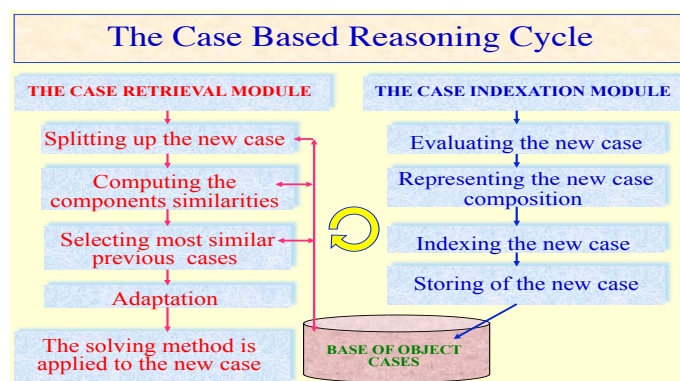 The Case Based Reasoning Cycle
THE CASE RETRIEVAL MODULE
Splitting up the new case
Computing the
components similarities
Selecting most similar
previous cases
Adaptation
The solving method is
applied to the new case
THE CASE INDEXATION MODULE
Evaluating the new case
Representing the new case
composition
Indexing the new case
Storing of the new case
BASE OF OBJECT
CASES